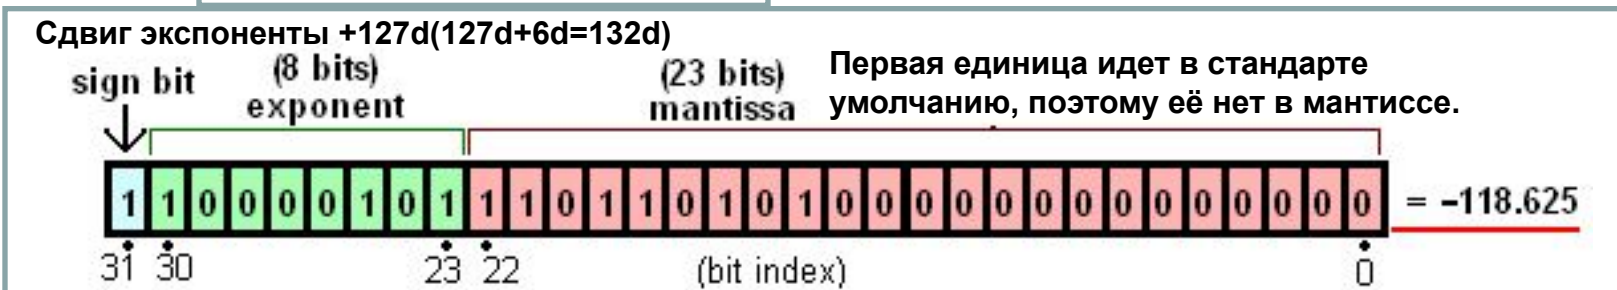 Сдвиг экспоненты +127d(127d+6d=132d)
sign bit (8 bits) (23 bits) Первая единица идет в стандарте
exponent mantissa умолчанию, поэтому её нет в мантиссе.
1 1 0 0 0 0 1 0 1 1 1 0 1 1 0 1 0 1 0 0 0 0 0 0 0 0 0 0 0 0 0 0 = −118.625
31 30 23 22 (bit index) 0